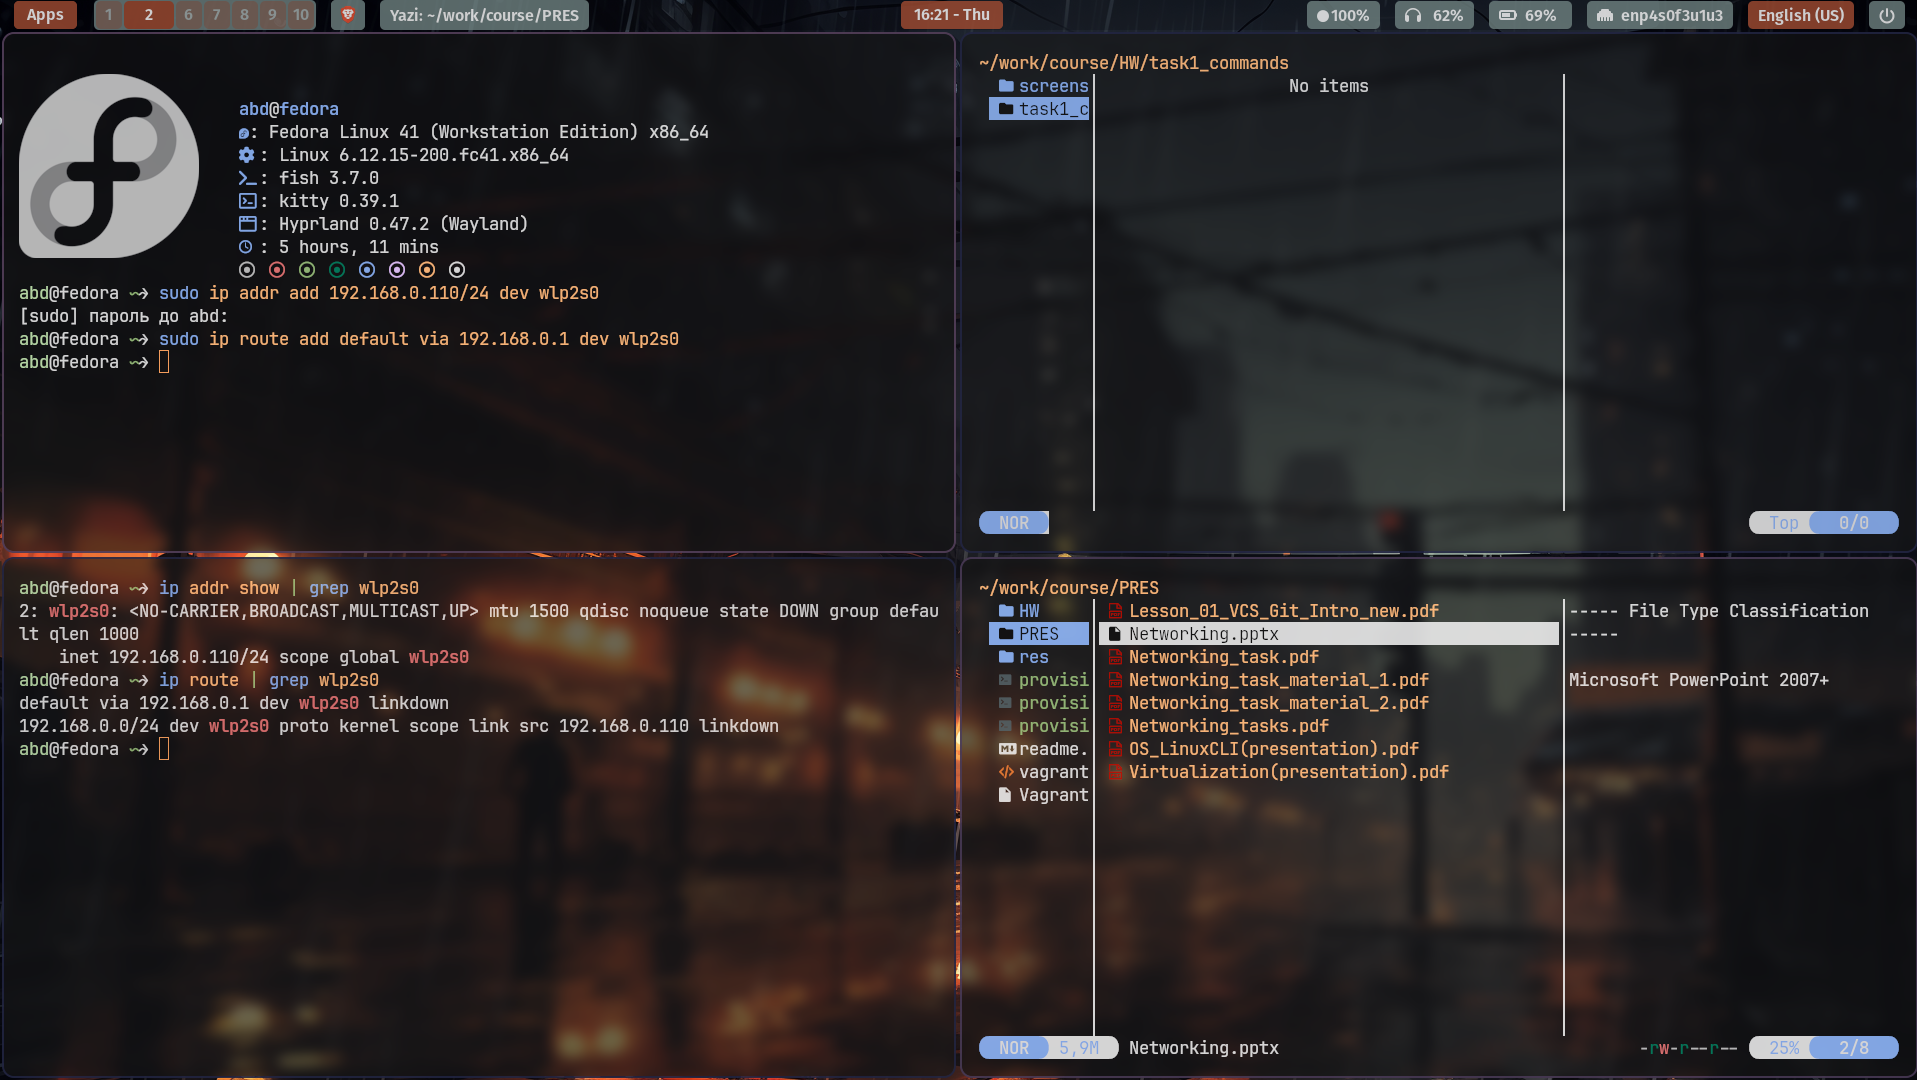 Apps 1 2 6 7 8 9 10 Yazi: ~/work/course/PRES 16:21 - Thu 100% 62% 69% enp4s0f3u1u3 English (US)
abd@fedora
: Fedora Linux 41 (Workstation Edition) x86_64
: Linux 6.12.15-200.fc41.x86_64
: fish 3.7.0
: kitty 0.39.1
: Hyprland 0.47.2 (Wayland)
: 5 hours, 11 mins
abd@fedora ~> sudo ip addr add 192.168.0.110/24 dev wlp2s0
[sudo] пароль до abd:
abd@fedora ~> sudo ip route add default via 192.168.0.1 dev wlp2s0
abd@fedora ~>
~/work/course/HW/task1_commands
screens No items
task1_c
NOR Top 0/0
abd@fedora ~> ip addr show | grep wlp2s0
2: wlp2s0: <NO-CARRIER,BROADCAST,MULTICAST,UP> mtu 1500 qdisc noqueue state DOWN group defau
lt qlen 1000
inet 192.168.0.110/24 scope global wlp2s0
abd@fedora ~> ip route | grep wlp2s0
default via 192.168.0.1 dev wlp2s0 linkdown
192.168.0.0/24 dev wlp2s0 proto kernel scope link src 192.168.0.110 linkdown
abd@fedora ~>
~/work/course/PRES
HW Lesson_01_VCS_Git_Intro_new.pdf ----- File Type Classification
PRES Networking.pptx -----
res Networking_task.pdf
provisi Networking_task_material_1.pdf Microsoft PowerPoint 2007+
provisi Networking_task_material_2.pdf
provisi Networking_tasks.pdf
readme. OS_LinuxCLI(presentation).pdf
vagrant Virtualization(presentation).pdf
Vagrant
NOR 5,9M Networking.pptx -rw-r--r-- 25% 2/8